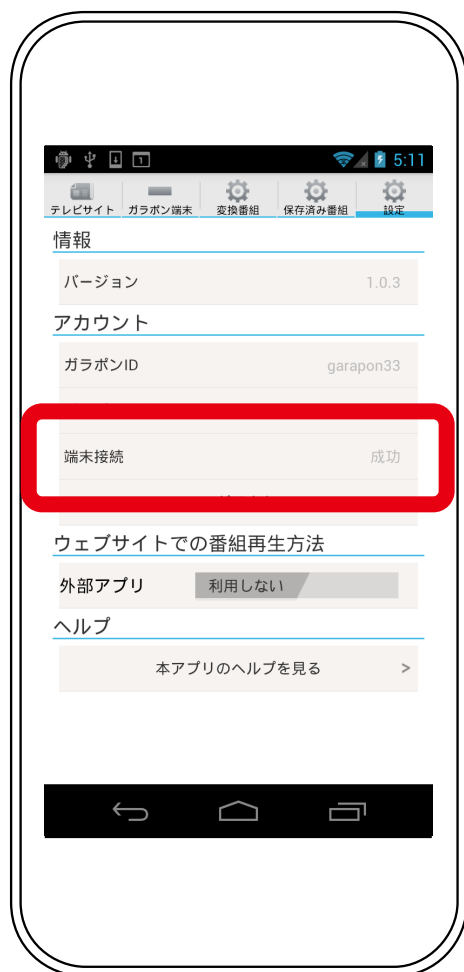 5:11
テレビサイト ガラポン端末 変換番組 保存済み番組 設定
情報
バージョン 1.0.3
アカウント
ガラポンID garapon33
端末接続 成功
ウェブサイトでの番組再生方法
外部アプリ 利用しない
ヘルプ
本アプリのヘルプを見る >